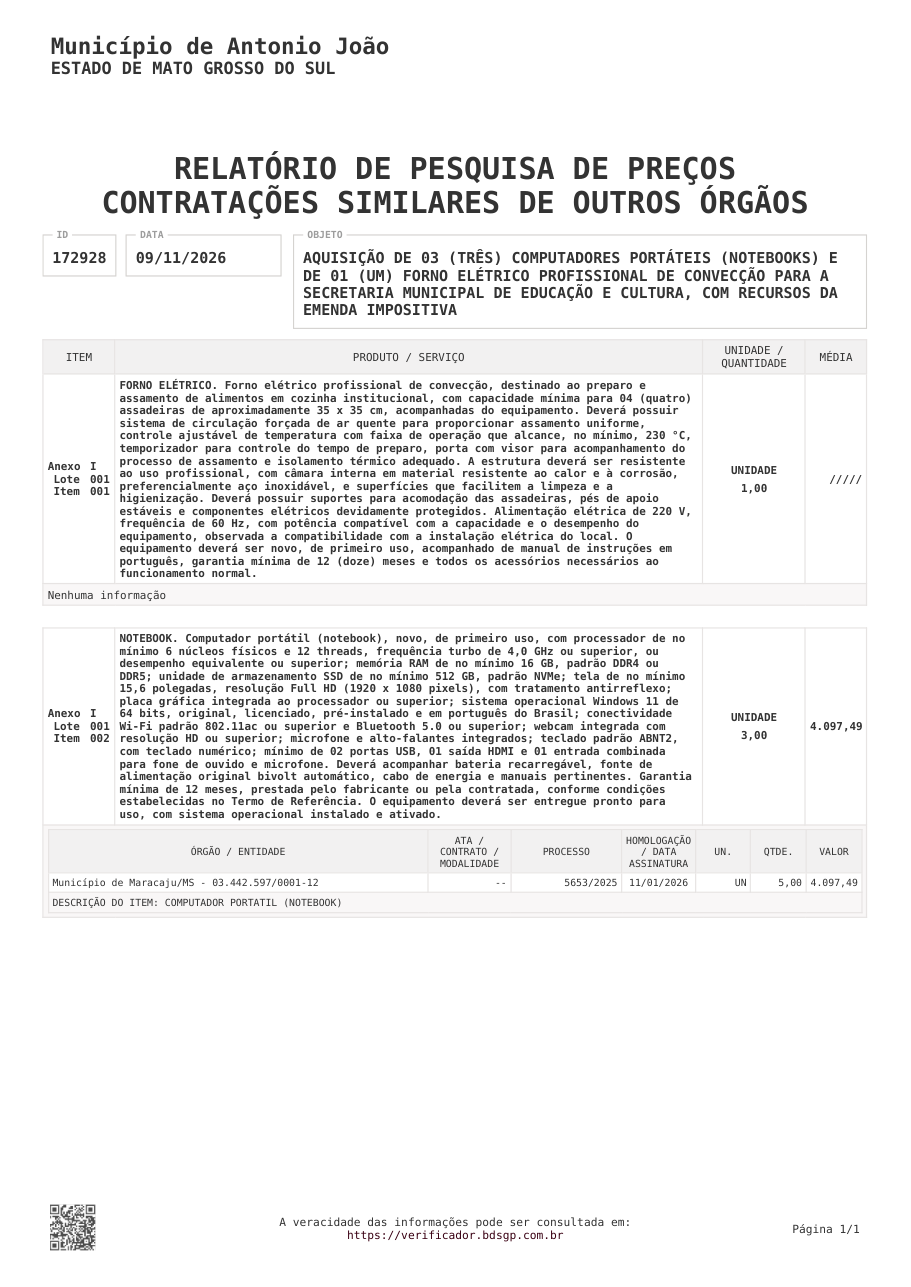 Município de Antonio João
ESTADO DE MATO GROSSO DO SUL
RELATÓRIO DE PESQUISA DE PREÇOS
CONTRATAÇÕES SIMILARES DE OUTROS ÓRGÃOS
ID
172928
DATA
09/11/2026
OBJETO
AQUISIÇÃO DE 03 (TRÊS) COMPUTADORES PORTÁTEIS (NOTEBOOKS) E
DE 01 (UM) FORNO ELÉTRICO PROFISSIONAL DE CONVECÇÃO PARA A
SECRETARIA MUNICIPAL DE EDUCAÇÃO E CULTURA, COM RECURSOS DA
EMENDA IMPOSITIVA
ITEM
PRODUTO / SERVIÇO
UNIDADE /
QUANTIDADE
MÉDIA
Anexo I
Lote 001
Item 001
FORNO ELÉTRICO. Forno elétrico profissional de convecção, destinado ao preparo e
assamento de alimentos em cozinha institucional, com capacidade mínima para 04 (quatro)
assadeiras de aproximadamente 35 x 35 cm, acompanhadas do equipamento. Deverá possuir
sistema de circulação forçada de ar quente para proporcionar assamento uniforme,
controle ajustável de temperatura com faixa de operação que alcance, no mínimo, 230 °C,
temporizador para controle do tempo de preparo, porta com visor para acompanhamento do
processo de assamento e isolamento térmico adequado. A estrutura deverá ser resistente
ao uso profissional, com câmara interna em material resistente ao calor e à corrosão,
preferencialmente aço inoxidável, e superfícies que facilitem a limpeza e a
higienização. Deverá possuir suportes para acomodação das assadeiras, pés de apoio
estáveis e componentes elétricos devidamente protegidos. Alimentação elétrica de 220 V,
frequência de 60 Hz, com potência compatível com a capacidade e o desempenho do
equipamento, observada a compatibilidade com a instalação elétrica do local. O
equipamento deverá ser novo, de primeiro uso, acompanhado de manual de instruções em
português, garantia mínima de 12 (doze) meses e todos os acessórios necessários ao
funcionamento normal.
UNIDADE
1,00
/////
Nenhuma informação
Anexo I
Lote 001
Item 002
NOTEBOOK. Computador portátil (notebook), novo, de primeiro uso, com processador de no
mínimo 6 núcleos físicos e 12 threads, frequência turbo de 4,0 GHz ou superior, ou
desempenho equivalente ou superior; memória RAM de no mínimo 16 GB, padrão DDR4 ou
DDR5; unidade de armazenamento SSD de no mínimo 512 GB, padrão NVMe; tela de no mínimo
15,6 polegadas, resolução Full HD (1920 x 1080 pixels), com tratamento antirreflexo;
placa gráfica integrada ao processador ou superior; sistema operacional Windows 11 de
64 bits, original, licenciado, pré-instalado e em português do Brasil; conectividade
Wi-Fi padrão 802.11ac ou superior e Bluetooth 5.0 ou superior; webcam integrada com
resolução HD ou superior; microfone e alto-falantes integrados; teclado padrão ABNT2,
com teclado numérico; mínimo de 02 portas USB, 01 saída HDMI e 01 entrada combinada
para fone de ouvido e microfone. Deverá acompanhar bateria recarregável, fonte de
alimentação original bivolt automático, cabo de energia e manuais pertinentes. Garantia
mínima de 12 meses, prestada pelo fabricante ou pela contratada, conforme condições
estabelecidas no Termo de Referência. O equipamento deverá ser entregue pronto para
uso, com sistema operacional instalado e ativado.
UNIDADE
3,00
4.097,49
ÓRGÃO / ENTIDADE
ATA /
CONTRATO /
MODALIDADE
PROCESSO
HOMOLOGAÇÃO
/ DATA
ASSINATURA
UN.
QTDE.
VALOR
Município de Maracaju/MS - 03.442.597/0001-12
--
5653/2025
11/01/2026
UN
5,00
4.097,49
DESCRIÇÃO DO ITEM: COMPUTADOR PORTATIL (NOTEBOOK)
A veracidade das informações pode ser consultada em:
https://verificador.bdsgp.com.br
Página 1/1